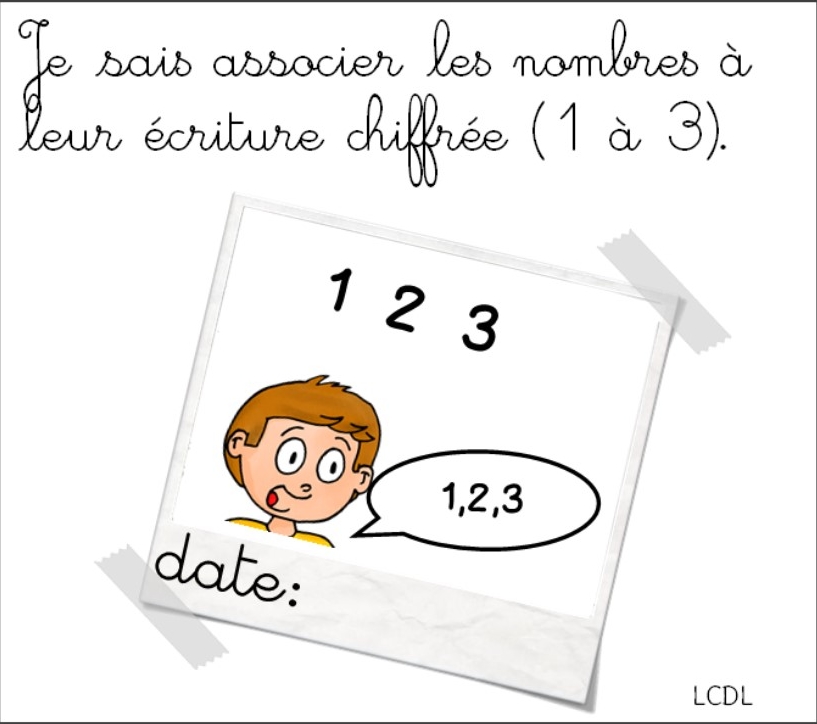 Je sais associer les nombres à
leur écriture chiffrée (1 à 3).
1 2 3
1,2,3
date:
LCDL